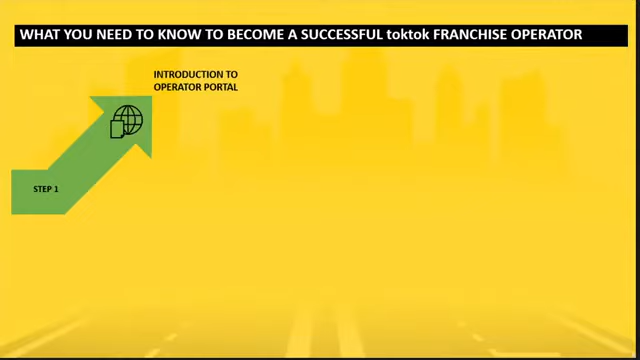 WHAT YOU NEED TO KNOW TO BECOME A SUCCESSFUL toktok FRANCHISE OPERATOR
INTRODUCTION TO
OPERATOR PORTAL
STEP 1